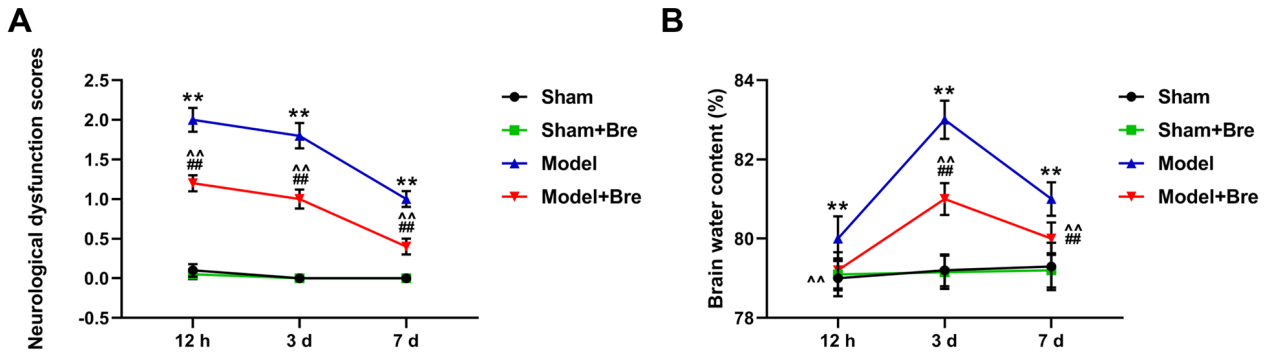 A
Neurological dysfunction scores
2.5
2.0
1.5
1.0
0.5
0.0
-0.5
**
**
**
^^
##
^^
##
^^
##
12 h
3 d
7 d
Sham
Sham+Bre
Model
Model+Bre
B
Brain water content (%)
84
82
80
78
**
**
**
^^
^^
##
^^
##
12 h
3 d
7 d
Sham
Sham+Bre
Model
Model+Bre